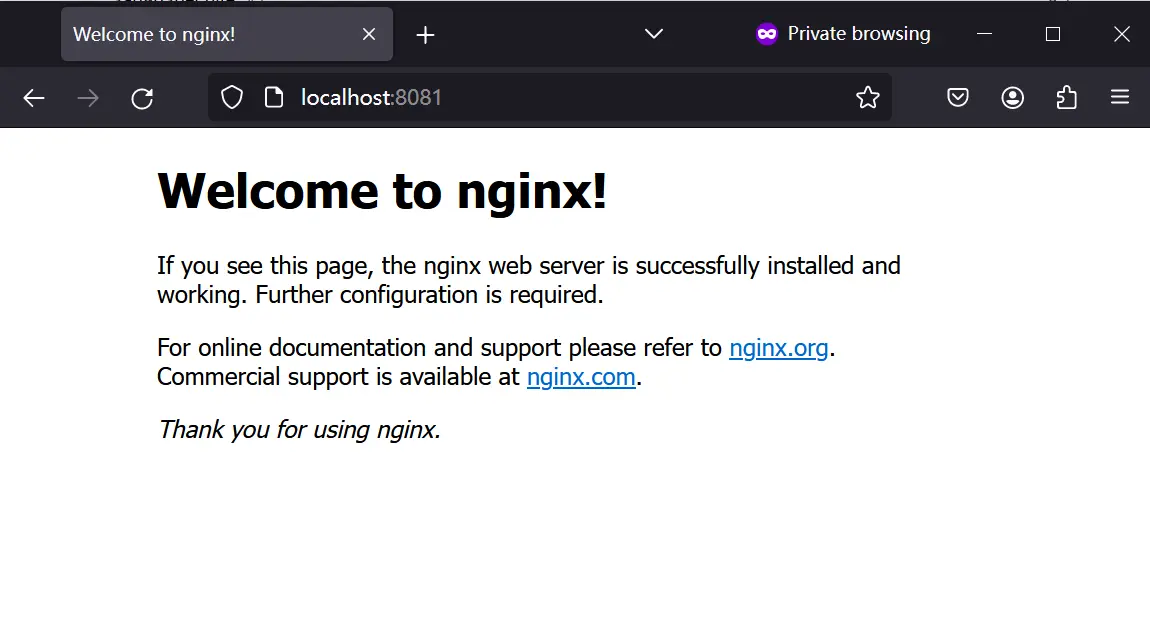 Welcome to nginx!
Private browsing
localhost:8081
Welcome to nginx!
If you see this page, the nginx web server is successfully installed and
working. Further configuration is required.
For online documentation and support please refer to nginx.org.
Commercial support is available at nginx.com.
Thank you for using nginx.